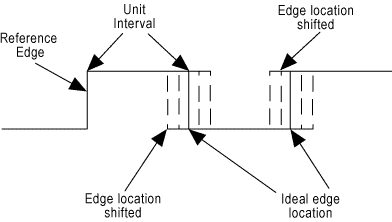 Unit
Interval
Edge location
shifted
Reference
Edge
Edge location
shifted
Ideal edge
location